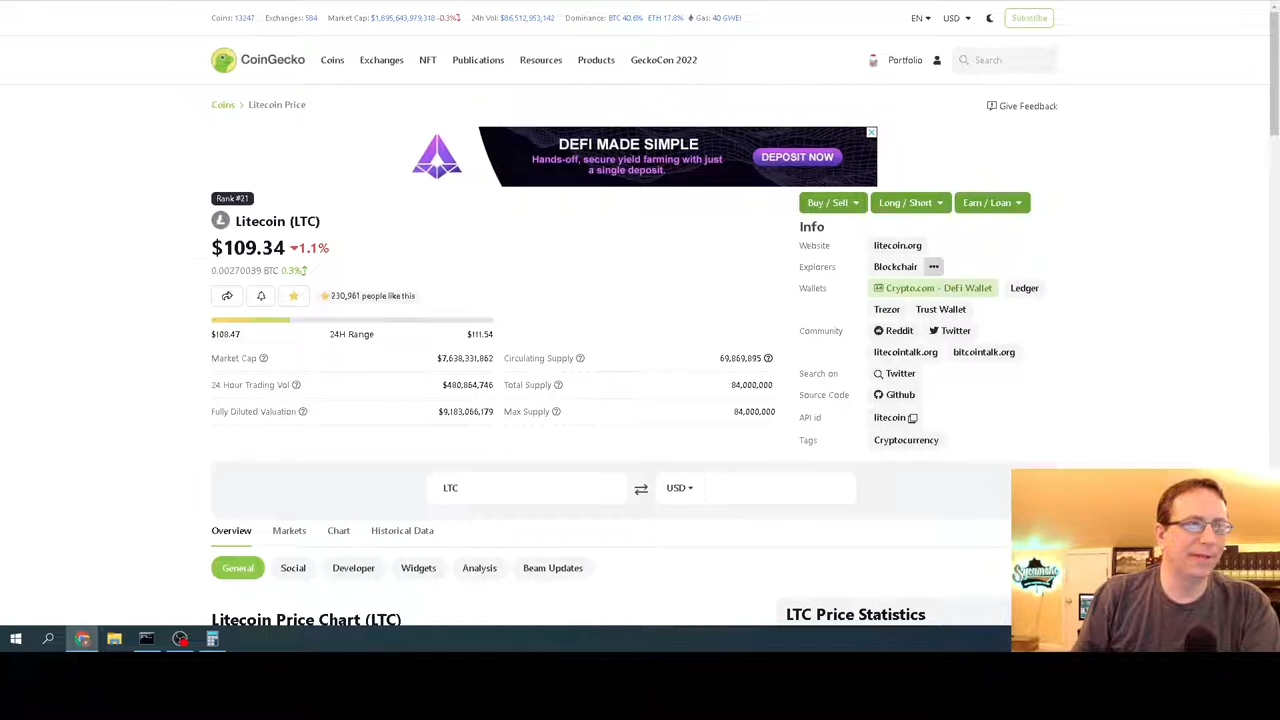 Coins: 13247 Exchanges: 584 Market Cap: $1,895,643,979,318 -0.3% 24h Vol: $86,512,953,142 Dominance: BTC 40.6% ETH 17.8% Gas: 40 GWEI EN USD Subscribe
CoinGecko Coins Exchanges NFT Publications Resources Products GeckoCon 2022 Portfolio Search
Coins > Litecoin Price Give Feedback
DEFI MADE SIMPLE
Hands-off, secure yield farming with just
a single deposit.
DEPOSIT NOW
Rank #21
Litecoin (LTC)
$109.34 1.1%
0.00270039 BTC 0.3%
230,961 people like this
$108.47 24H Range $111.54
Market Cap $7,638,331,862
24 Hour Trading Vol $480,864,746
Fully Diluted Valuation $9,183,066,179
Circulating Supply 69,869,895
Total Supply 84,000,000
Max Supply 84,000,000
Buy / Sell Long / Short Earn / Loan
Info
Website litecoin.org
Explorers Blockchair •••
Wallets Crypto.com - DeFi Wallet Ledger
Trezor Trust Wallet
Community Reddit Twitter
litecointalk.org bitcointalk.org
Search on Twitter
Source Code Github
API id litecoin
Tags Cryptocurrency
LTC USD
Overview Markets Chart Historical Data
General Social Developer Widgets Analysis Beam Updates
Litecoin Price Chart (LTC)
LTC Price Statistics
Sycamore